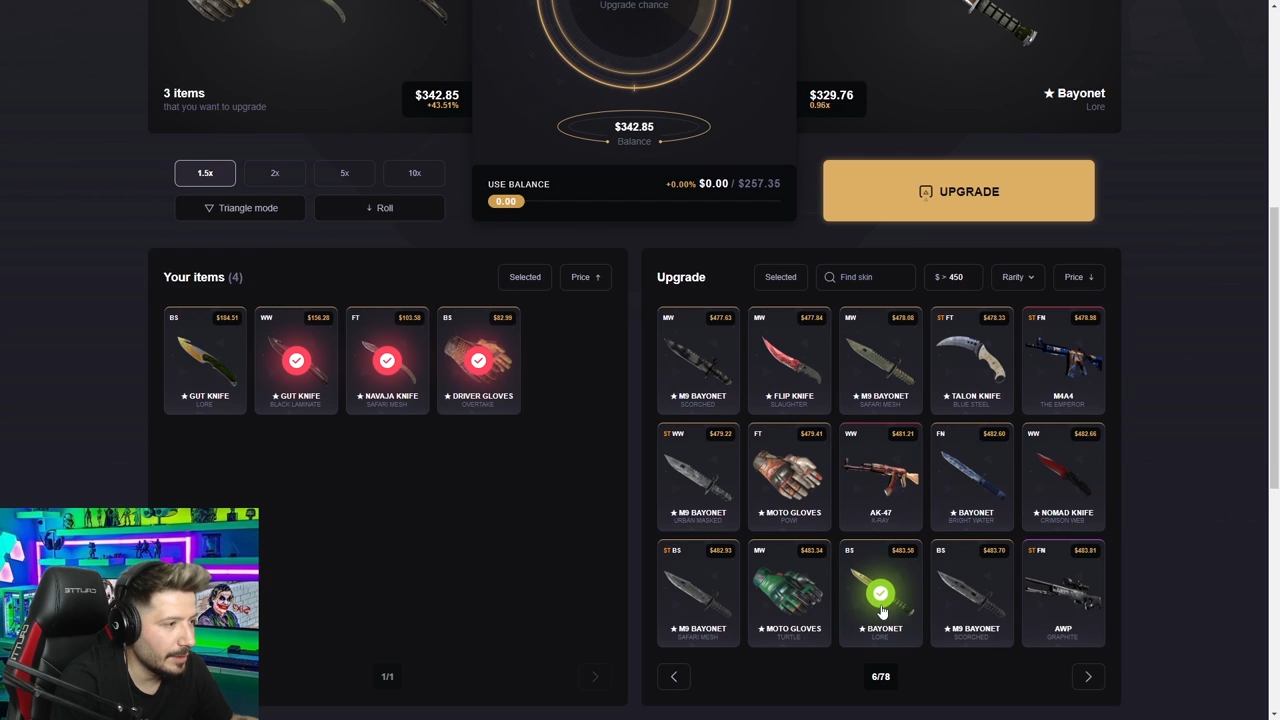 Upgrade chance
3 items
that you want to upgrade
$342.85
+43.51%
$342.85
Balance
$329.76
0.96x
★ Bayonet
Lore
1.5x
2x
5x
10x
Triangle mode
Roll
USE BALANCE
+0.00% $0.00 / $257.35
0.00
UPGRADE
Your items (4)
Selected
Price
BS $184.51
★ GUT KNIFE
LORE
WW $156.28
★ GUT KNIFE
BLACK LAMINATE
FT $103.58
★ NAVAJA KNIFE
SAFARI MESH
BS $82.99
★ DRIVER GLOVES
OVERTAKE
1/1
Upgrade
Selected
Find skin
$ > 450
Rarity
Price
MW $477.63
★ M9 BAYONET
SCORCHED
MW $477.84
★ FLIP KNIFE
SLAUGHTER
MW $478.08
★ M9 BAYONET
SAFARI MESH
ST FT $478.33
★ TALON KNIFE
BLUE STEEL
ST FN $478.98
M4A4
THE EMPEROR
ST WW $479.22
★ M9 BAYONET
URBAN MASKED
FT $479.41
★ MOTO GLOVES
POW!
WW $481.21
AK-47
X-RAY
FN $482.60
★ BAYONET
BRIGHT WATER
WW $482.66
★ NOMAD KNIFE
CRIMSON WEB
ST BS $482.93
★ M9 BAYONET
SAFARI MESH
MW $483.34
★ MOTO GLOVES
TURTLE
BS $483.58
★ BAYONET
LORE
BS $483.70
★ M9 BAYONET
SCORCHED
ST FN $483.81
AWP
GRAPHITE
6/78